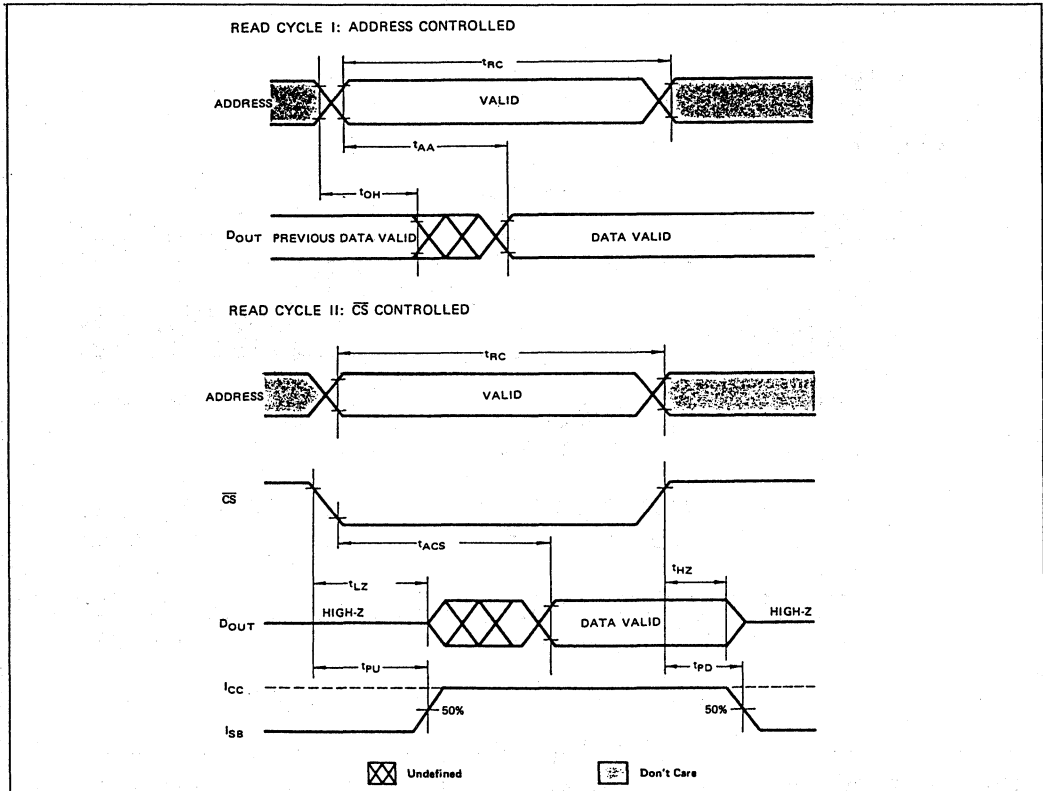 READ CYCLE I: ADDRESS CONTROLLED
tRC
ADDRESS
VALID
tAA
tOH
DOUT
PREVIOUS DATA VALID
DATA VALID
READ CYCLE II: C̅S̅ CONTROLLED
tRC
ADDRESS
VALID
C̅S̅
tACS
tLZ
tHZ
DOUT
HIGH-Z
DATA VALID
HIGH-Z
tPU
tPD
ICC
50%
50%
ISB
Undefined
Don't Care